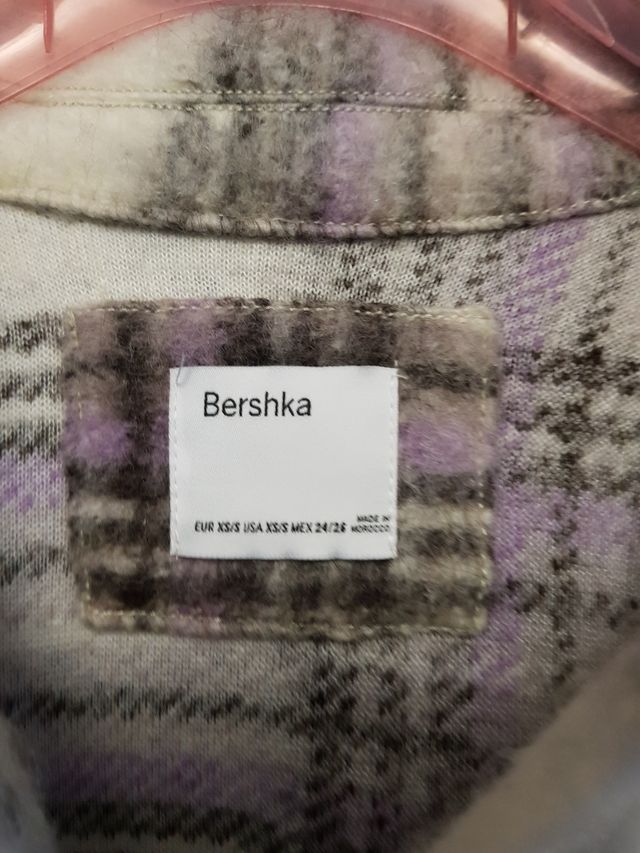 Bershka
EUR XS/S USA XS/S MEX 24/26
MADE IN
MOROCCO